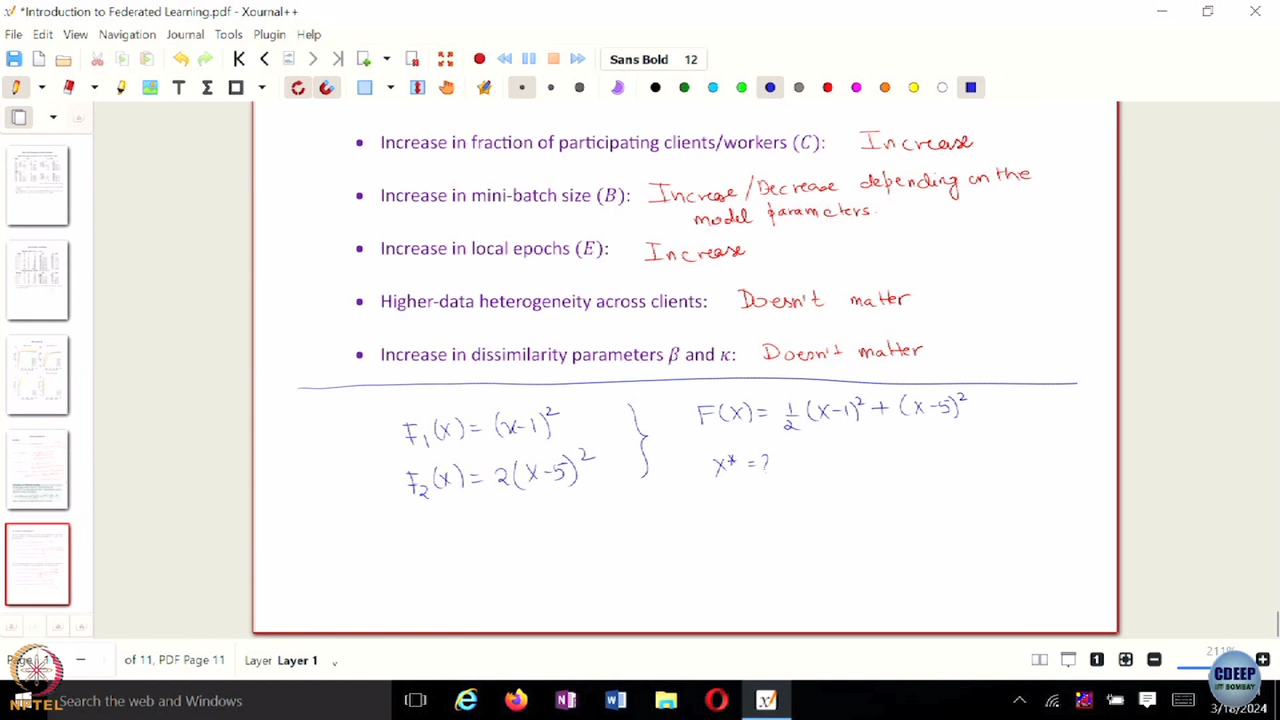 *Introduction to Federated Learning.pdf - Xournal++
File Edit View Navigation Journal Tools Plugin Help
Sans Bold 12
• Increase in fraction of participating clients/workers (C): Increase
• Increase in mini-batch size (B): Increase/Decrease depending on the
model parameters.
• Increase in local epochs (E): Increase
• Higher-data heterogeneity across clients: Doesn't matter
• Increase in dissimilarity parameters β and κ: Doesn't matter
F₁(x) = (x-1)²
F₂(x) = 2(x-5)²
F(x) = 1/2 (x-1)² + (x-5)²
x* = ?
of 11, PDF Page 11 Layer Layer 1
211%
Search the web and Windows
NPTEL
CDEEP
IIT BOMBAY
3/18/2024